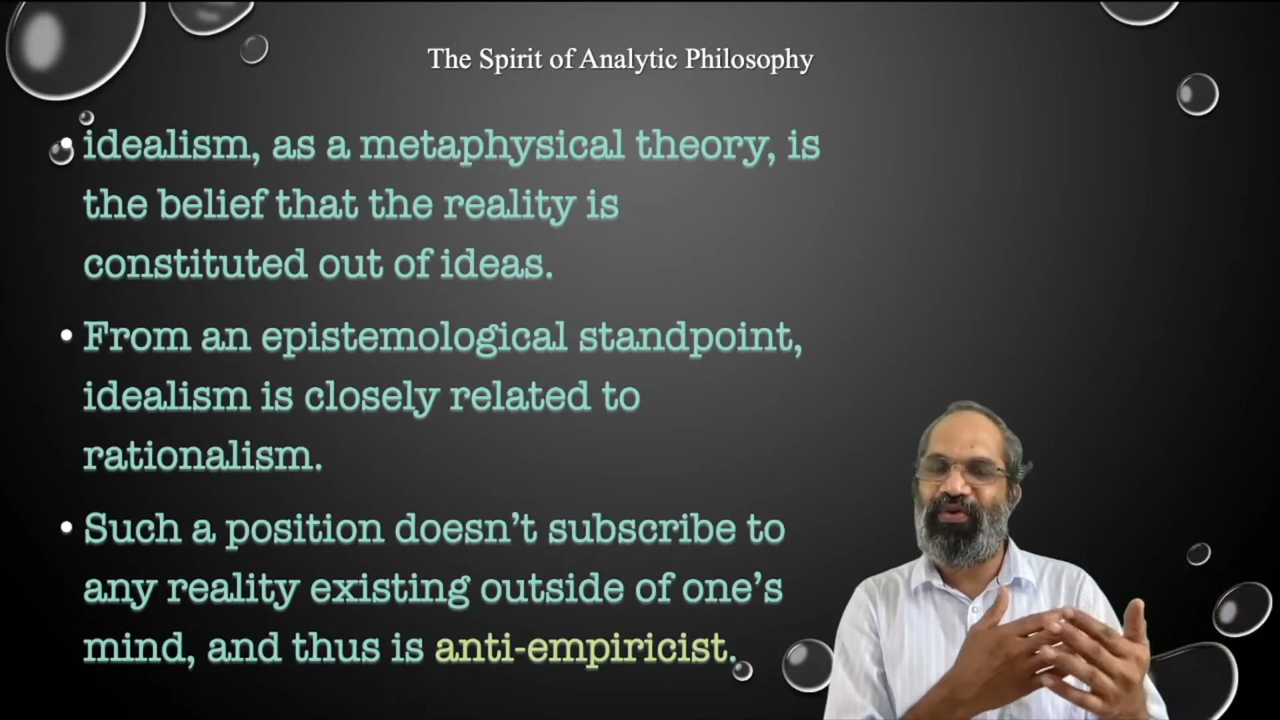 The Spirit of Analytic Philosophy
• idealism, as a metaphysical theory, is
the belief that the reality is
constituted out of ideas.
• From an epistemological standpoint,
idealism is closely related to
rationalism.
• Such a position doesn't subscribe to
any reality existing outside of one's
mind, and thus is anti-empiricist.